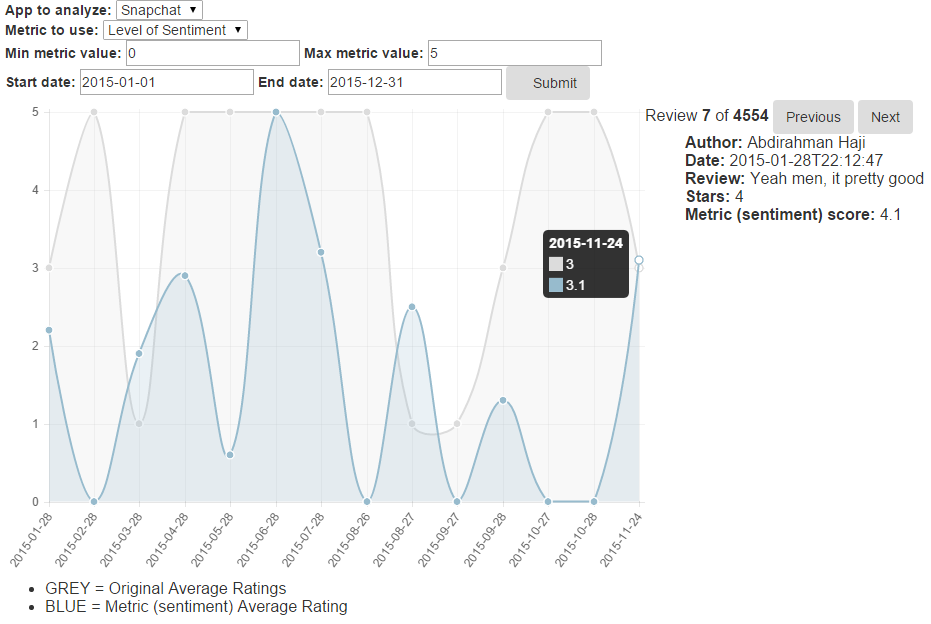 App to analyze: Snapchat
Metric to use: Level of Sentiment
Min metric value: 0 Max metric value: 5
Start date: 2015-01-01 End date: 2015-12-31 Submit
Review 7 of 4554 Previous Next
Author: Abdirahman Haji
Date: 2015-01-28T22:12:47
Review: Yeah men, it pretty good
Stars: 4
Metric (sentiment) score: 4.1
5
4
3
2
1
0
2015-11-24
3
3.1
2015-01-28
2015-02-28
2015-03-28
2015-04-28
2015-05-28
2015-06-28
2015-07-28
2015-08-26
2015-08-27
2015-09-27
2015-09-28
2015-10-27
2015-10-28
2015-11-24
GREY = Original Average Ratings
BLUE = Metric (sentiment) Average Rating